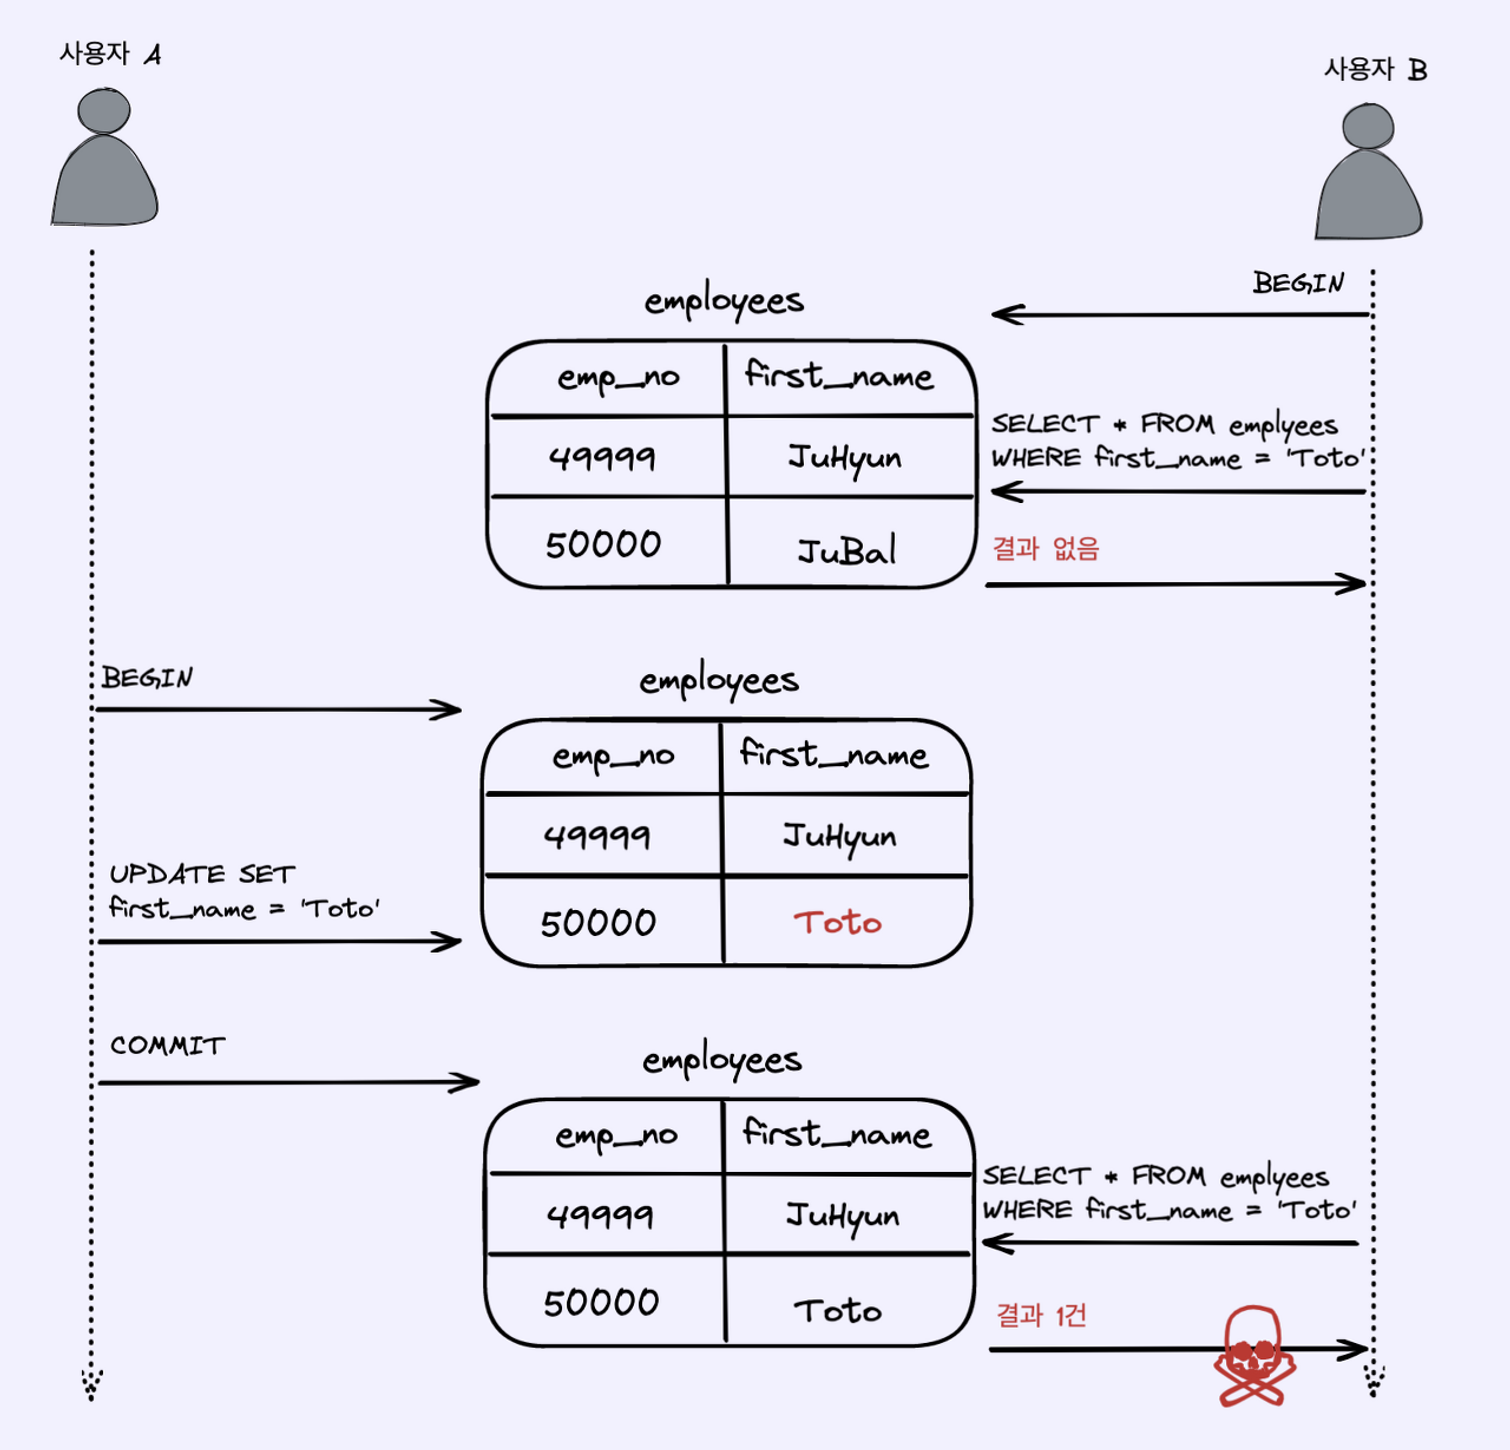 사용자 A
사용자 B
BEGIN
employees
emp_no first_name
49999 JuHyun
50000 JuBal
SELECT * FROM emplyees
WHERE first_name = 'Toto'
결과 없음
BEGIN
employees
emp_no first_name
49999 JuHyun
50000 Toto
UPDATE SET
first_name = 'Toto'
COMMIT
employees
emp_no first_name
49999 JuHyun
50000 Toto
SELECT * FROM emplyees
WHERE first_name = 'Toto'
결과 1건